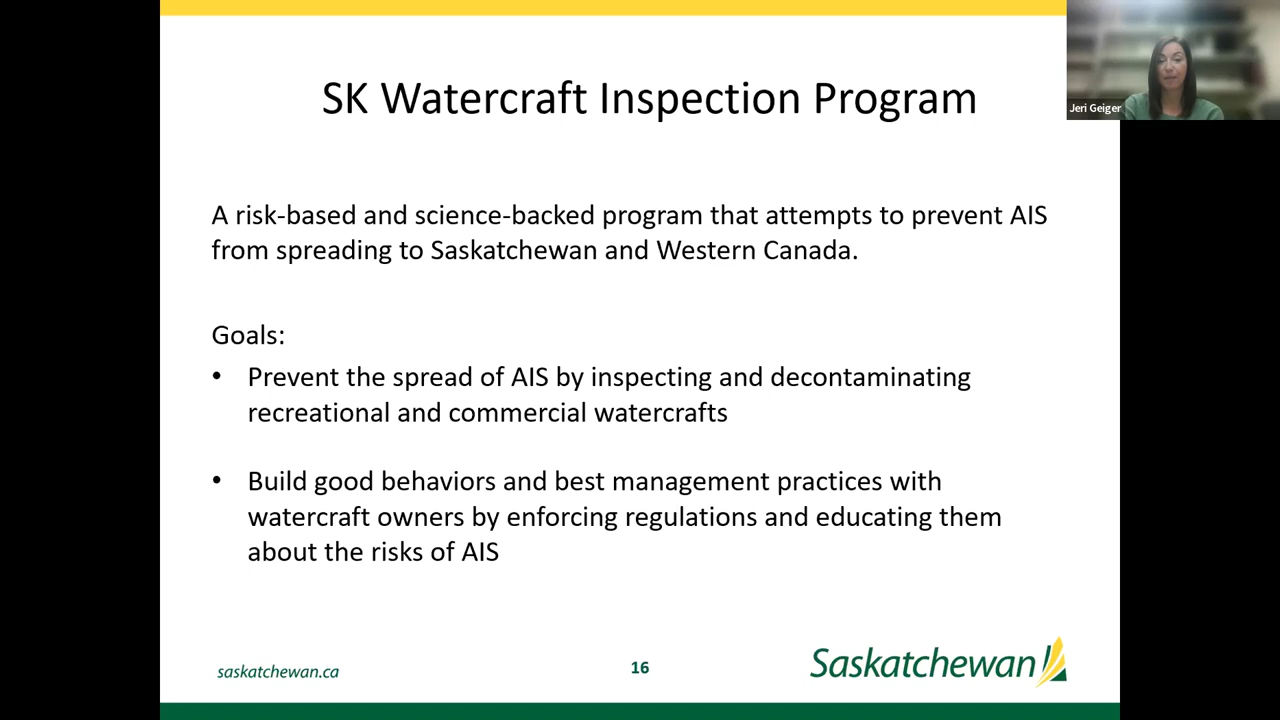 SK Watercraft Inspection Program
Jeri Geiger
A risk-based and science-backed program that attempts to prevent AIS
from spreading to Saskatchewan and Western Canada.
Goals:
• Prevent the spread of AIS by inspecting and decontaminating
recreational and commercial watercrafts
• Build good behaviors and best management practices with
watercraft owners by enforcing regulations and educating them
about the risks of AIS
saskatchewan.ca
16
Saskatchewan